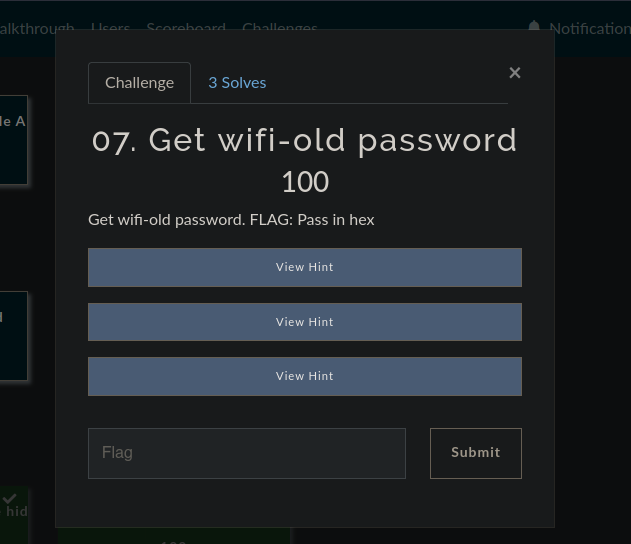 alkthrough Users Scoreboard Challenges Notification
Challenge
3 Solves
×
le A
07. Get wifi-old password
100
Get wifi-old password. FLAG: Pass in hex
View Hint
View Hint
View Hint
Flag
Submit
hid